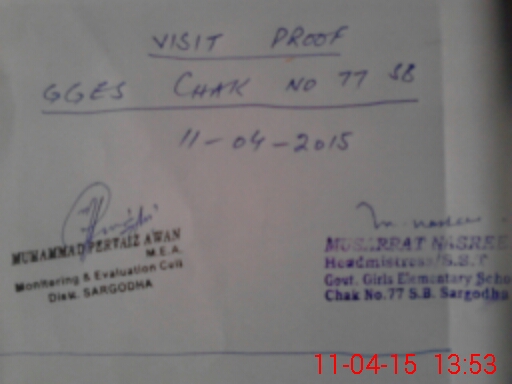 VISIT PROOF
GGES CHAK NO 77 SB
11-04-2015
MUHAMMAD PERVAIZ AWAN
M.E.A.
Monitoring & Evaluation Cell
Distt. SARGODHA
MUSARRAT NASREE
Headmistress/S.S.T
Govt. Girls Elementary Scho
Chak No.77 S.B. Sargodha
11-04-15 13:53